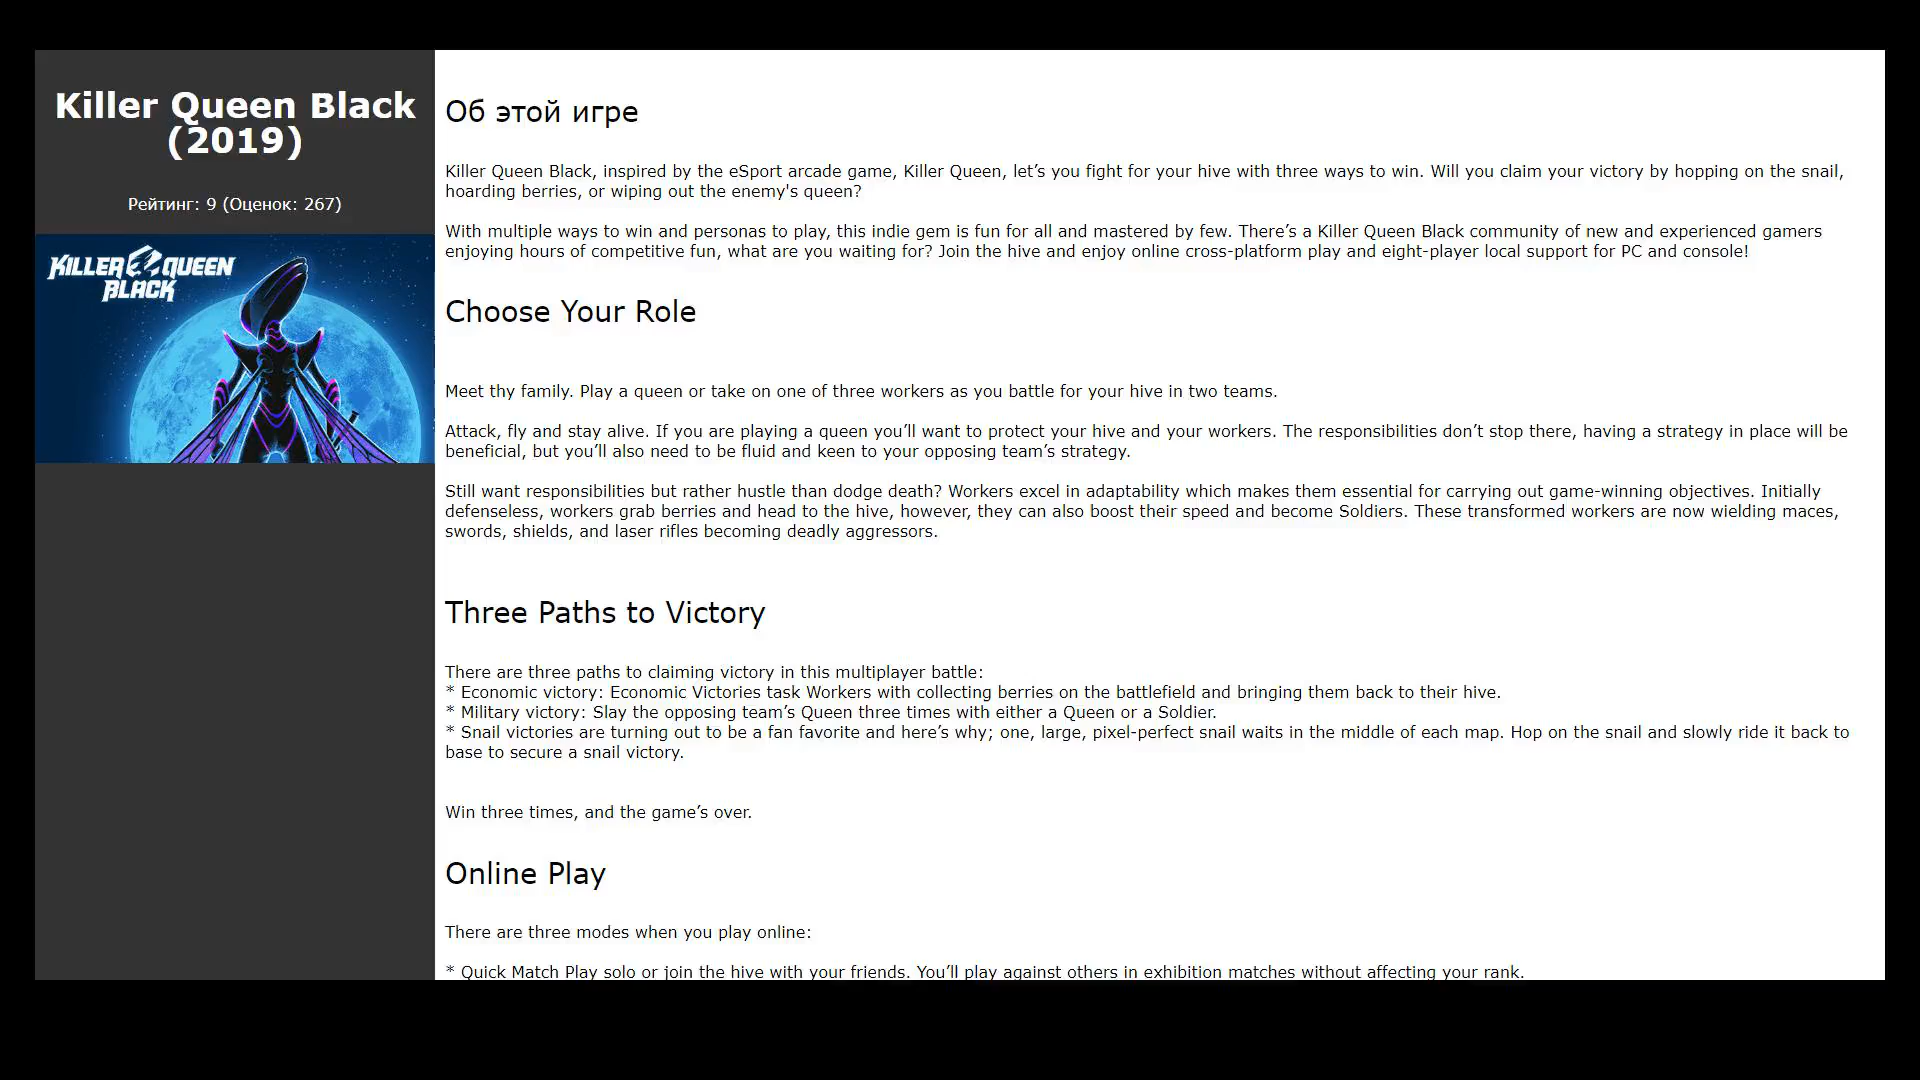 Killer Queen Black
(2019)
Рейтинг: 9 (Оценок: 267)
KILLER QUEEN
BLACK
Об этой игре
Killer Queen Black, inspired by the eSport arcade game, Killer Queen, let’s you fight for your hive with three ways to win. Will you claim your victory by hopping on the snail,
hoarding berries, or wiping out the enemy's queen?
With multiple ways to win and personas to play, this indie gem is fun for all and mastered by few. There’s a Killer Queen Black community of new and experienced gamers
enjoying hours of competitive fun, what are you waiting for? Join the hive and enjoy online cross-platform play and eight-player local support for PC and console!
Choose Your Role
Meet thy family. Play a queen or take on one of three workers as you battle for your hive in two teams.
Attack, fly and stay alive. If you are playing a queen you’ll want to protect your hive and your workers. The responsibilities don’t stop there, having a strategy in place will be
beneficial, but you’ll also need to be fluid and keen to your opposing team’s strategy.
Still want responsibilities but rather hustle than dodge death? Workers excel in adaptability which makes them essential for carrying out game-winning objectives. Initially
defenseless, workers grab berries and head to the hive, however, they can also boost their speed and become Soldiers. These transformed workers are now wielding maces,
swords, shields, and laser rifles becoming deadly aggressors.
Three Paths to Victory
There are three paths to claiming victory in this multiplayer battle:
* Economic victory: Economic Victories task Workers with collecting berries on the battlefield and bringing them back to their hive.
* Military victory: Slay the opposing team’s Queen three times with either a Queen or a Soldier.
* Snail victories are turning out to be a fan favorite and here’s why; one, large, pixel-perfect snail waits in the middle of each map. Hop on the snail and slowly ride it back to
base to secure a snail victory.
Win three times, and the game’s over.
Online Play
There are three modes when you play online:
* Quick Match Play solo or join the hive with your friends. You’ll play against others in exhibition matches without affecting your rank.